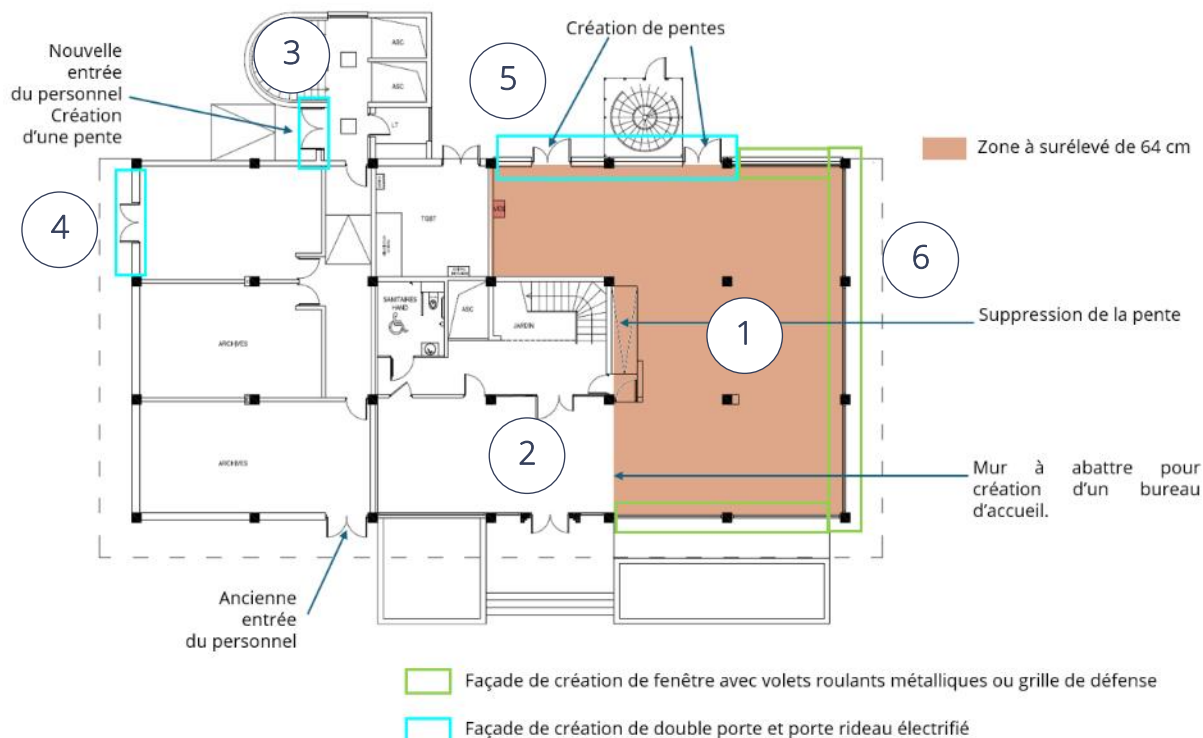 Nouvelle
entrée
du personnel
Création
d'une pente
3
ASC
ASC
LT
5
Création de pentes
Zone à surélevé de 64 cm
4
TGBT
6
SANITAIRES
HAND
ASC
JARDIN
1
Suppression de la pente
ARCHIVES
2
ARCHIVES
Mur à abattre pour
création d'un bureau
d'accueil.
Ancienne
entrée
du personnel
Façade de création de fenêtre avec volets roulants métalliques ou grille de défense
Façade de création de double porte et porte rideau électrifié